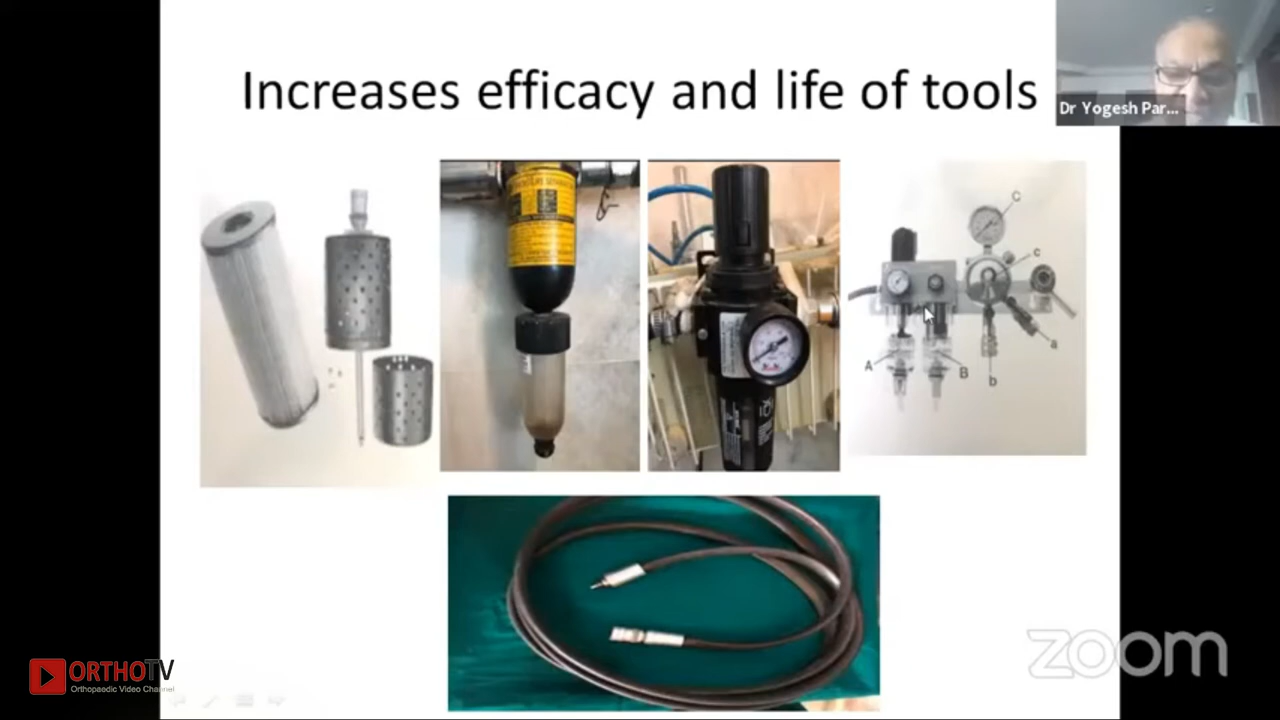 Increases efficacy and life of tools
Dr Yogesh Par...
C
c
a
A
B
b
ORTHOTV
Orthopaedic Video Channel
zoom